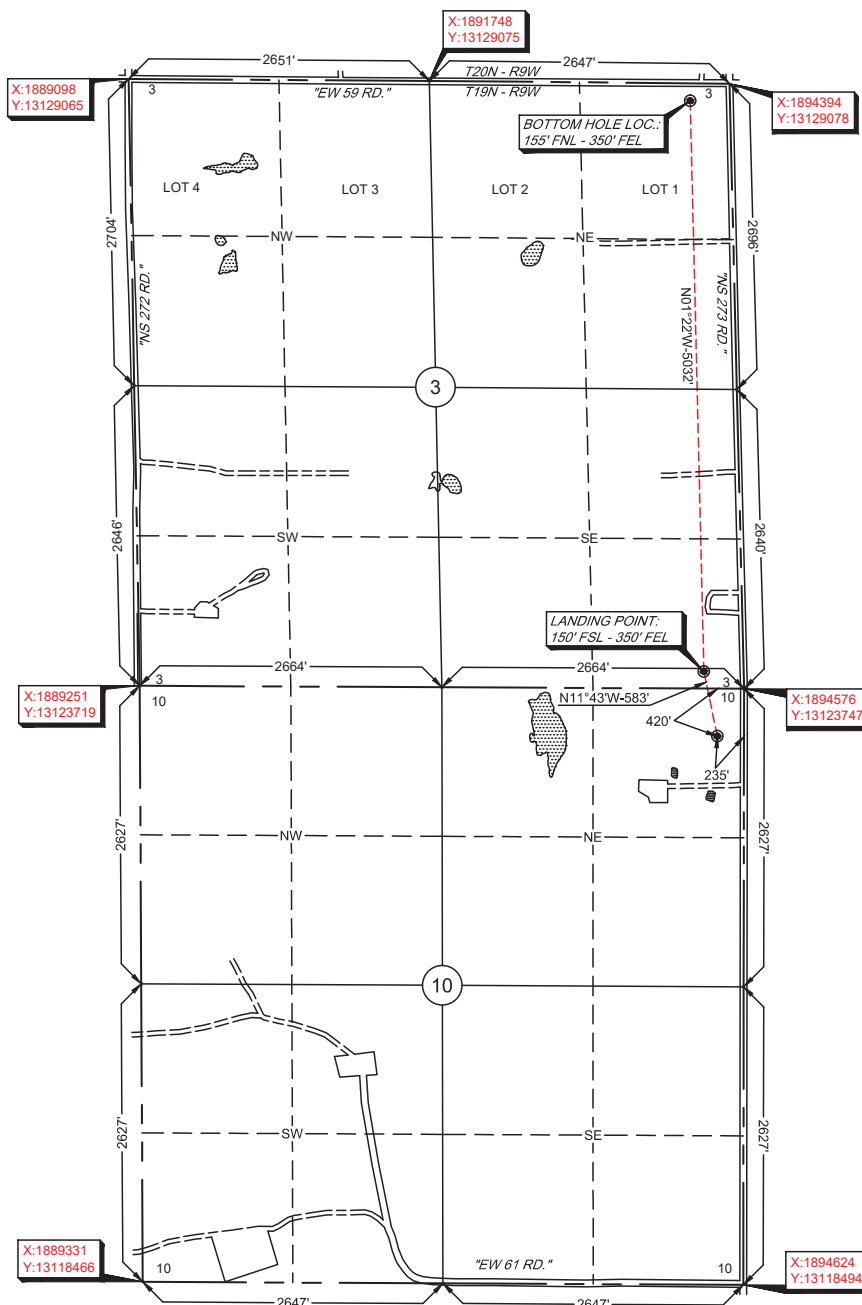 X:1891748
Y:13129075
2651'
2647'
T20N - R9W
X:1889098
Y:13129065
3
"EW 59 RD."
T19N - R9W
3
X:1894394
Y:13129078
BOTTOM HOLE LOC.:
155' FNL - 350' FEL
LOT 4
LOT 3
LOT 2
LOT 1
2704'
NW
NE
2696'
"NS 272 RD."
"NS 273 RD."
N01°22'W-5032'
3
2646'
SW
SE
2640'
LANDING POINT:
150' FSL - 350' FEL
2664'
2664'
X:1889251
Y:13123719
3
10
3
10
X:1894576
Y:13123747
N11°43'W-583'
420'
235'
2627'
NW
NE
2627'
10
2627'
SW
SE
2627'
X:1889331
Y:13118466
10
"EW 61 RD."
10
X:1894624
Y:13118494
2647'
2647'